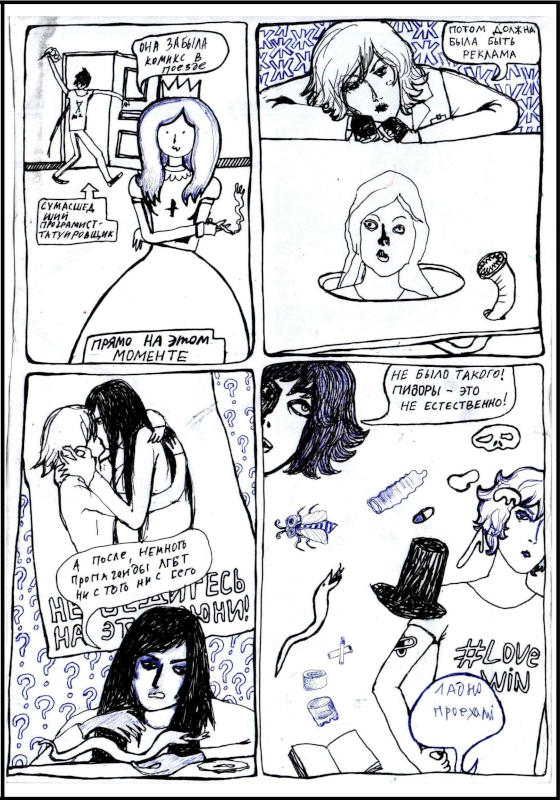 ОНА ЗАБЫЛА
КОМИКС В
ПОЕЗДЕ
СУМАСШЕД
ШИЙ
ПРОГРАМИСТ-
ТАТУИРОВЩИК
ПРЯМО НА ЭТОМ
МОМЕНТЕ
ПОТОМ ДОЛЖНА
БЫЛА БЫТЬ
РЕКЛАМА
А ПОСЛЕ, НЕМНОГО
ПРОПАГАНДЫ ЛГБТ
НИ С ТОГО НИ С СЕГО
НЕ
ЕСЬ
НА ЭТ
НИ!
НЕ БЫЛО ТАКОГО!
ПИДОРЫ - ЭТО
НЕ ЕСТЕСТВЕННО!
#LOVE
WIN
ЛАДНО
ПРОЕХАЛИ